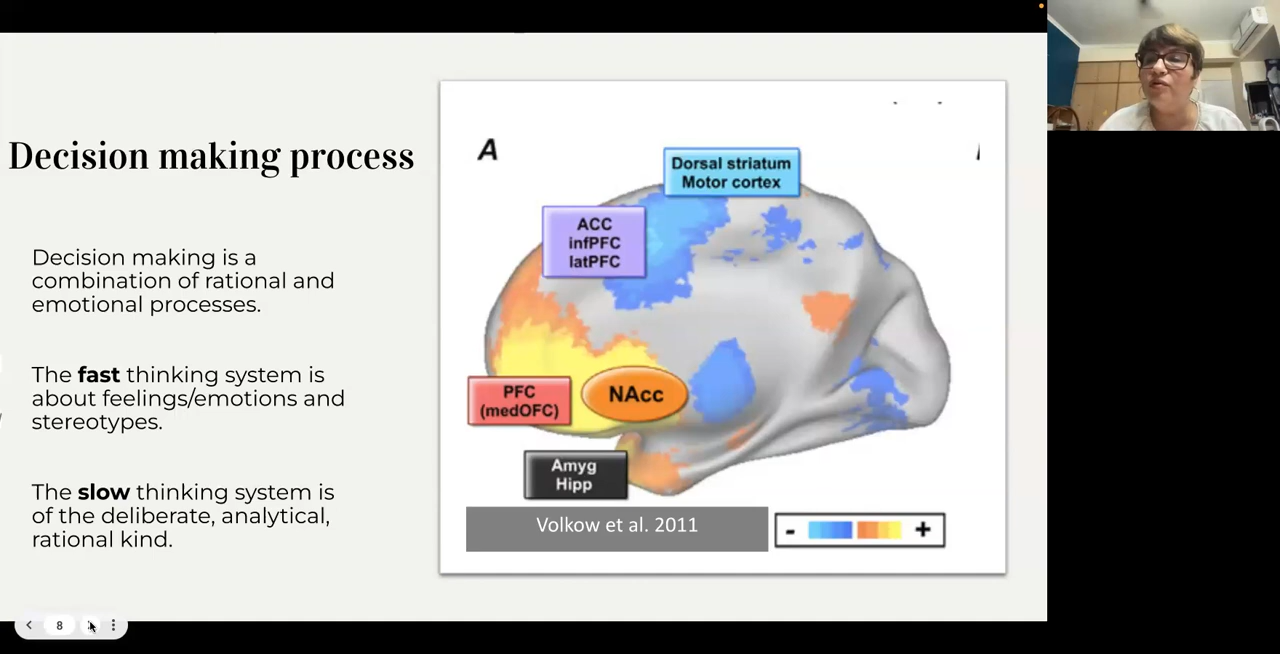 Decision making process
Decision making is a
combination of rational and
emotional processes.
The fast thinking system is
about feelings/emotions and
stereotypes.
The slow thinking system is
of the deliberate, analytical,
rational kind.
A
Dorsal striatum
Motor cortex
ACC
infPFC
latPFC
PFC
(medOFC)
NAcc
Amyg
Hipp
Volkow et al. 2011
- +
8